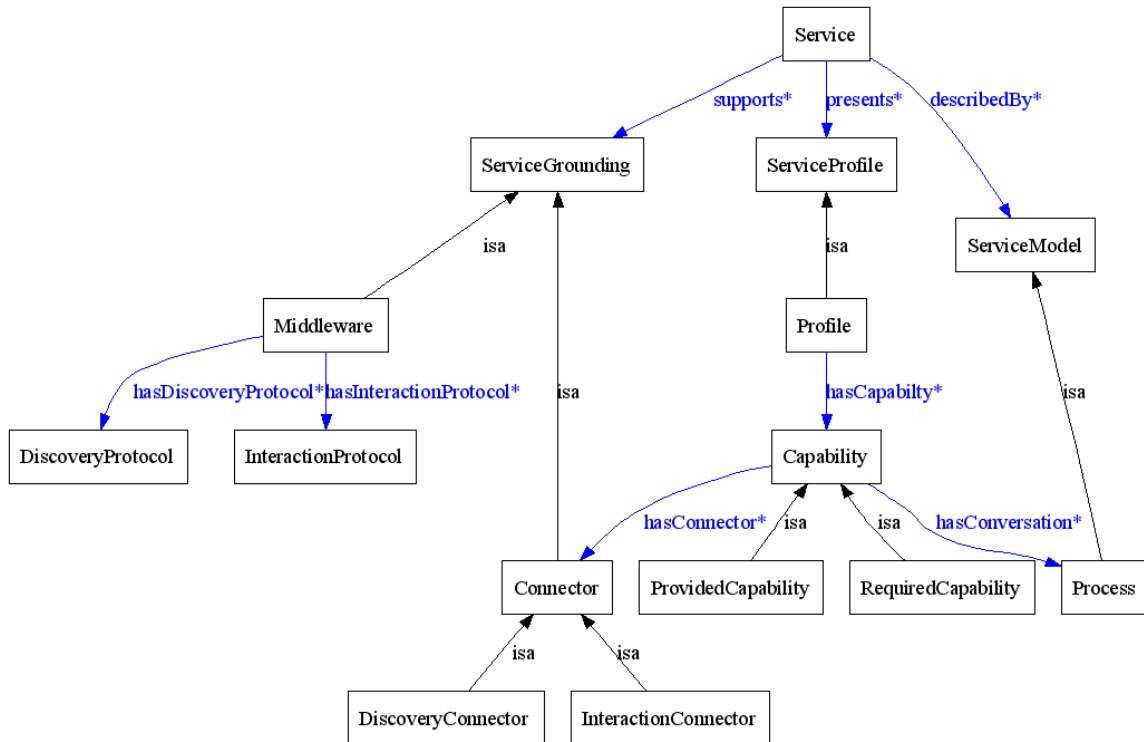 Service
supports*
presents*
describedBy*
ServiceGrounding
ServiceProfile
ServiceModel
isa
isa
Middleware
Profile
isa
isa
hasDiscoveryProtocol*
hasInteractionProtocol*
hasCapabilty*
DiscoveryProtocol
InteractionProtocol
Capability
hasConnector*
isa
isa
hasConversation*
Connector
ProvidedCapability
RequiredCapability
Process
isa
isa
DiscoveryConnector
InteractionConnector